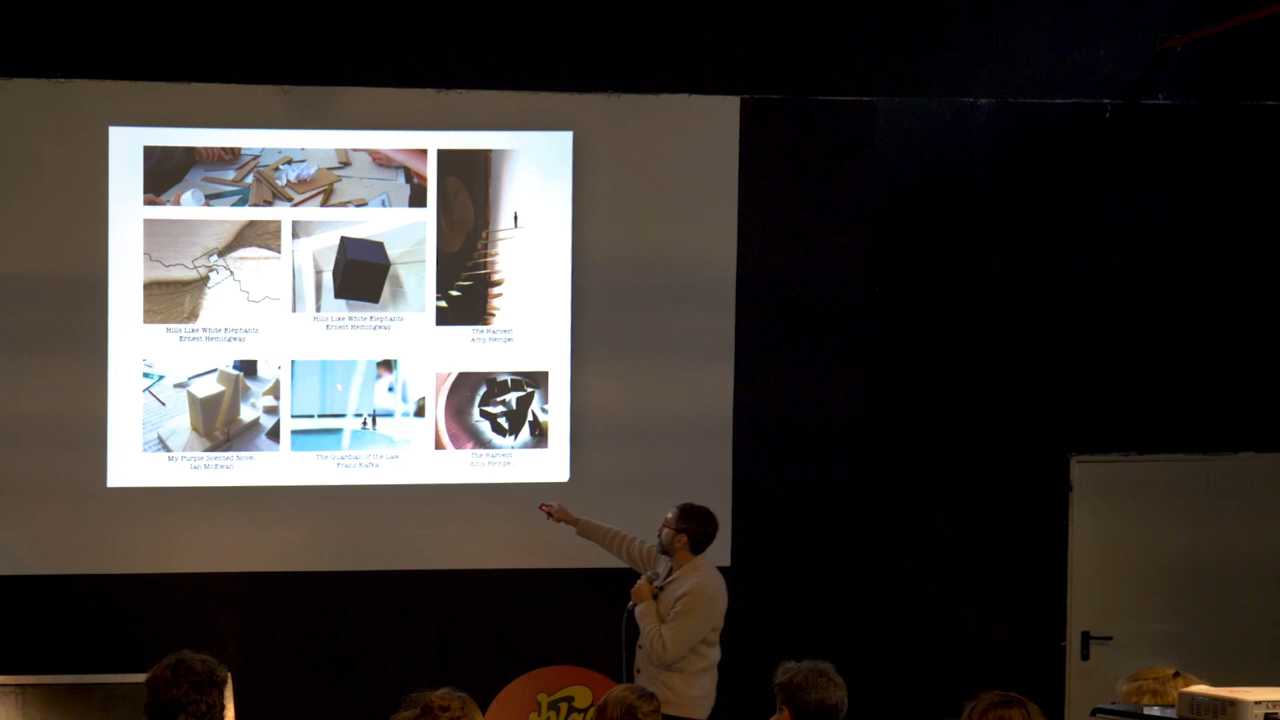 Hills Like White Elephants
Ernest Hemingway
Hills Like White Elephants
Ernest Hemingway
The Harvest
Amy Hempel
My Purple Scented Novel
Ian McEwan
The Guardian of the Law
Franz Kafka
The Harvest
Amy Hempel